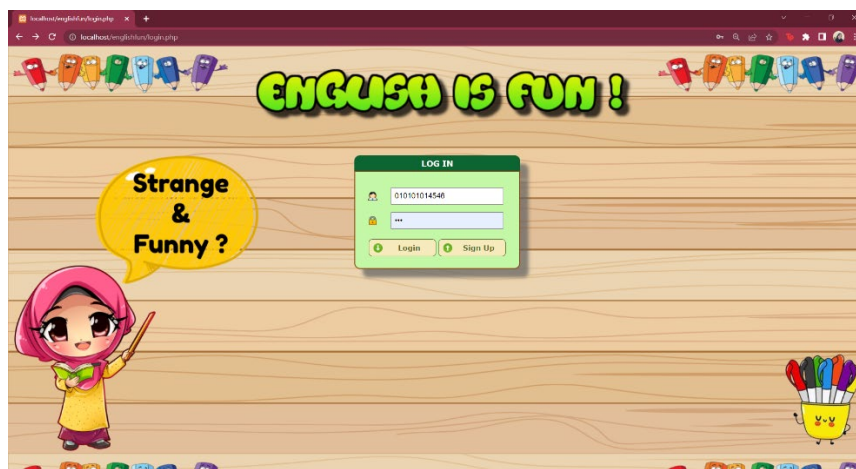 localhost/englishfun/login.php
localhost/englishfun/login.php
ENGLISH IS FUN !
LOG IN
Strange
&
Funny ?
010101014546
•••
Login
Sign Up